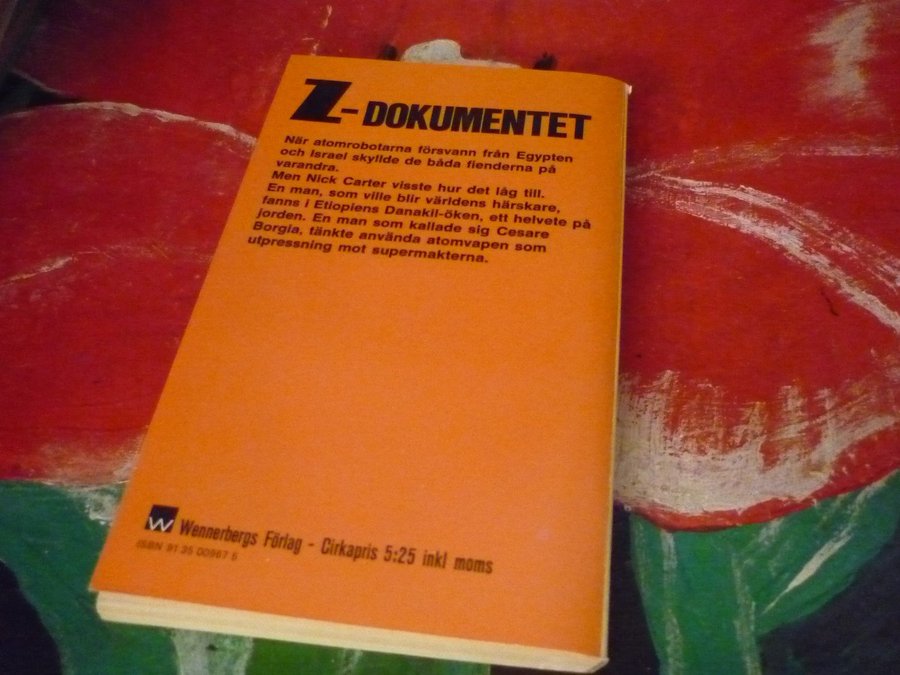 Z-DOKUMENTET
När atomrobotarna försvann från Egypten
och Israel skyllde de båda fienderna på
varandra.
Men Nick Carter visste hur det låg till.
En man, som ville blir världens härskare,
fanns i Etiopiens Danakil-öken, ett helvete på
jorden. En man som kallade sig Cesare
Borgia, tänkte använda atomvapen som
utpressning mot supermakterna.
W Wennerbergs Förlag - Cirkapris 5:25 inkl moms
ISBN 91 35 00967 5